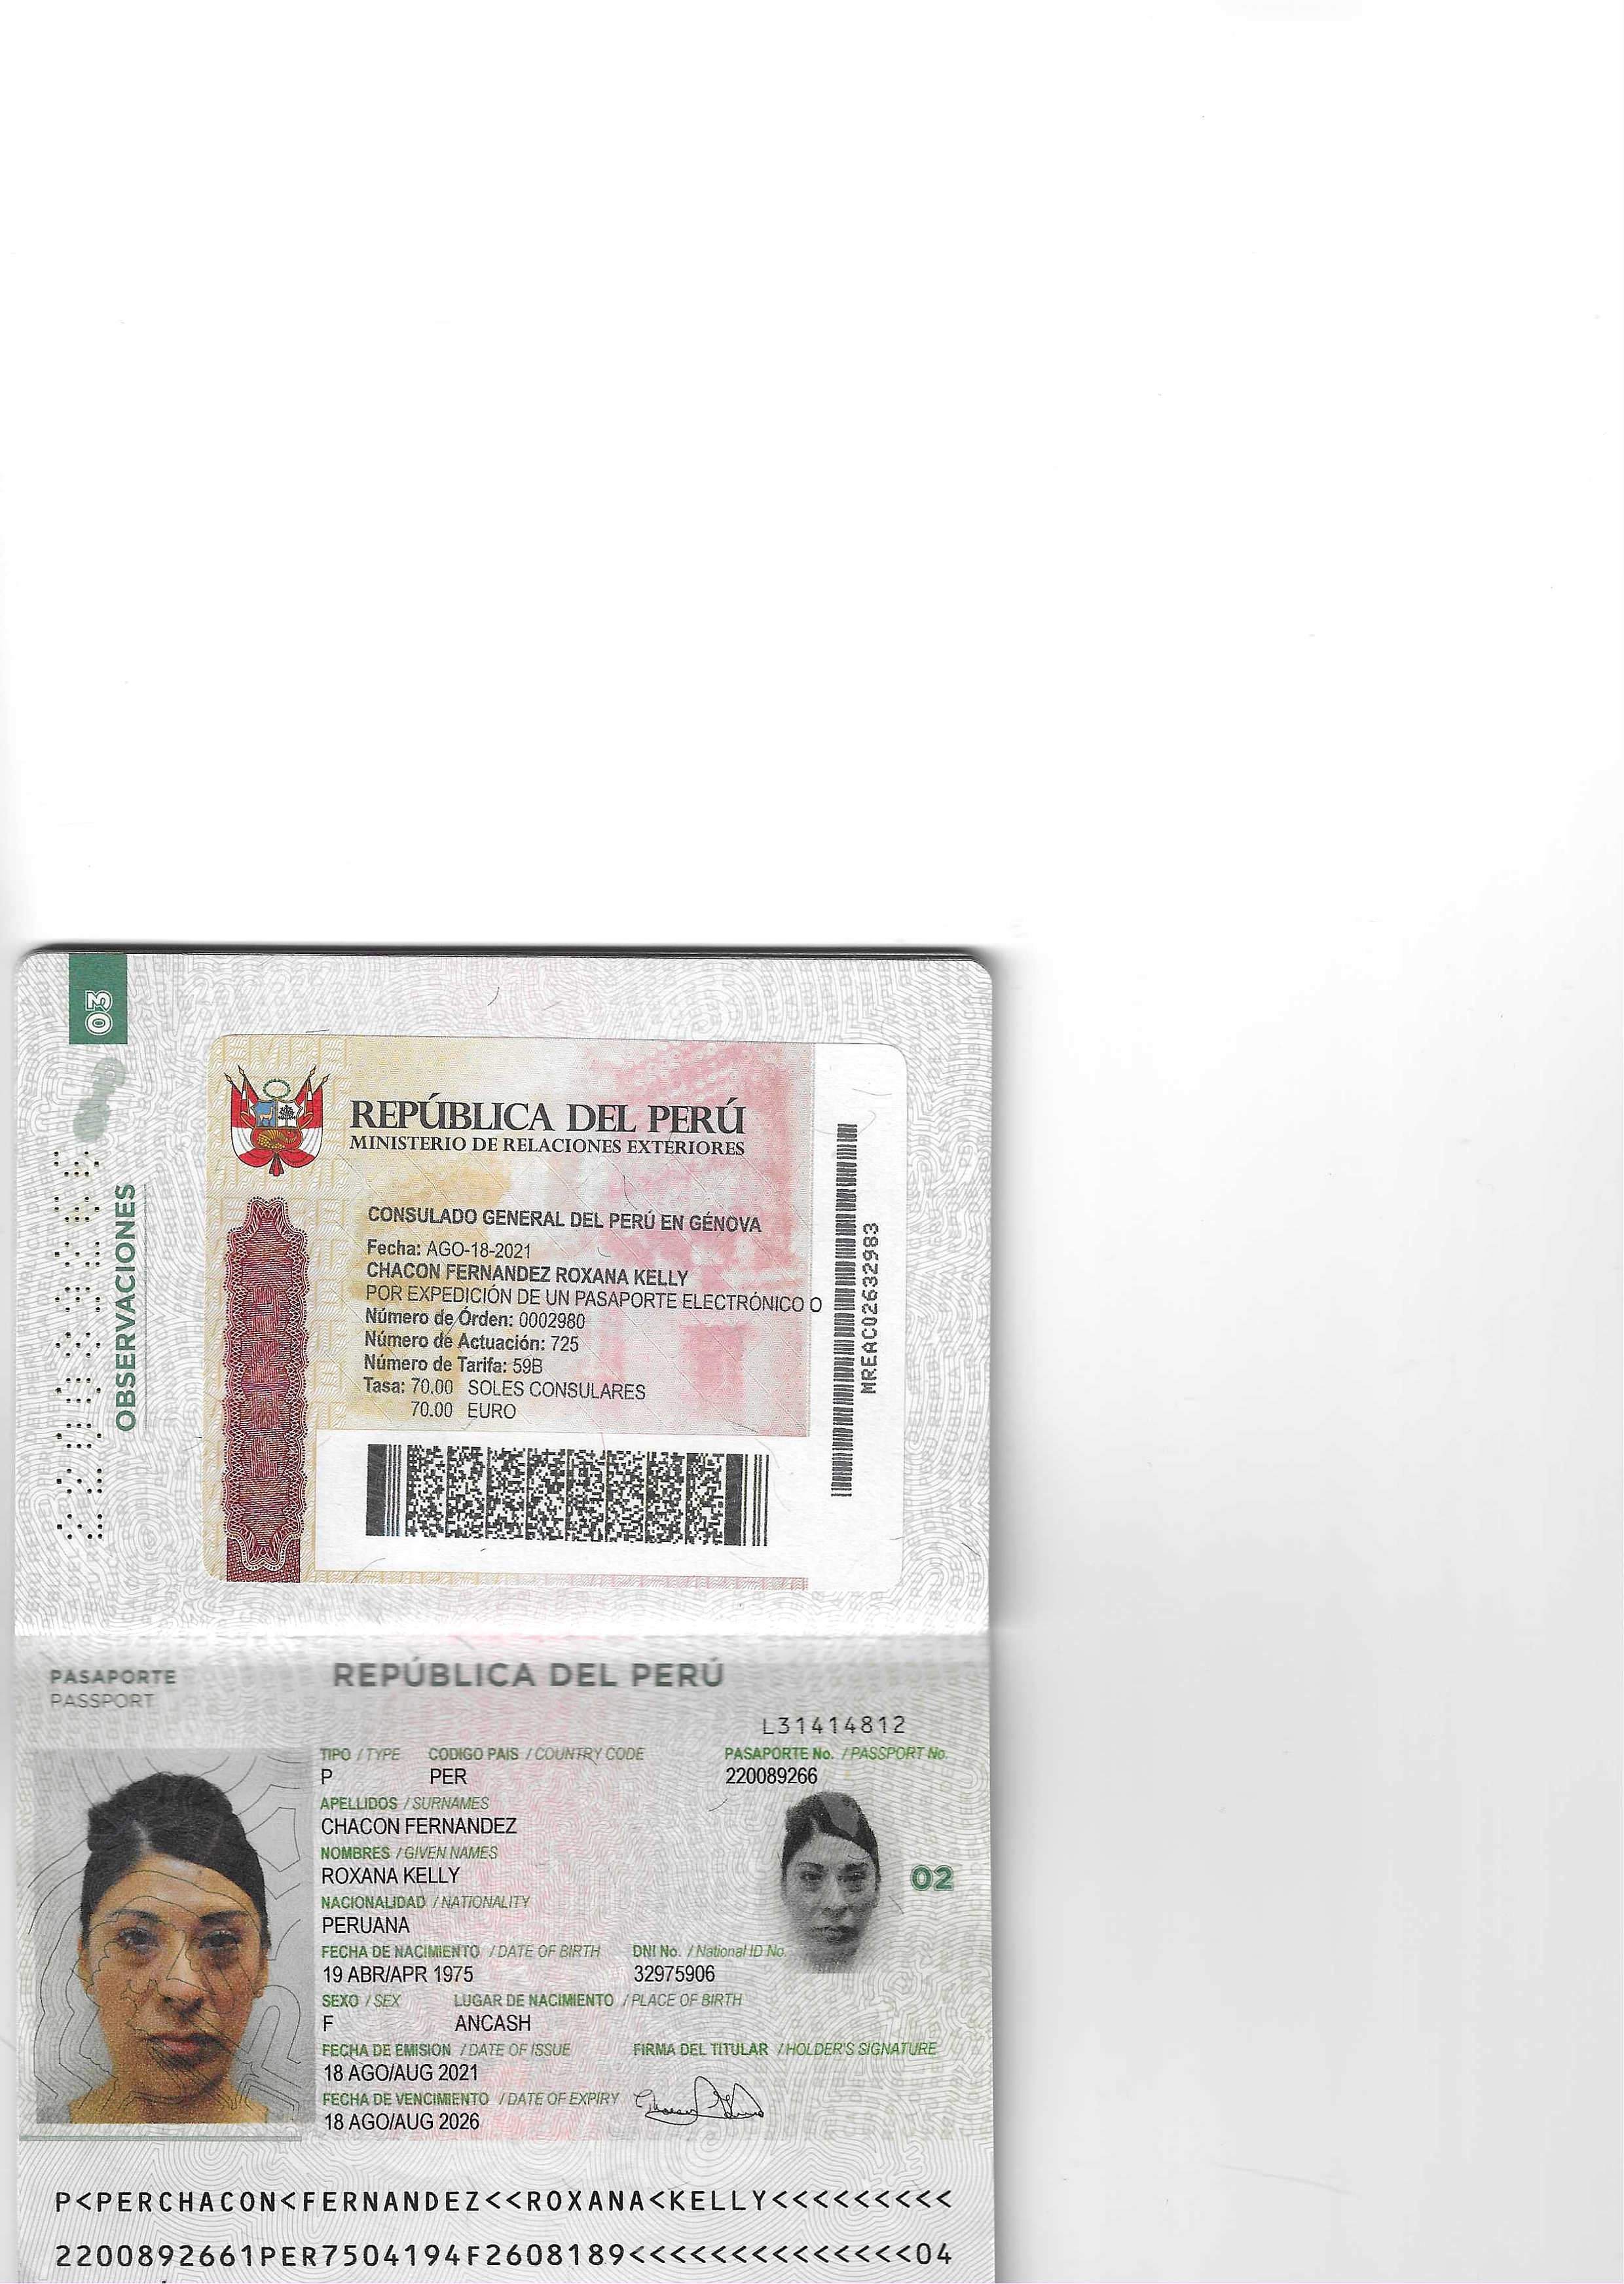 03
OBSERVACIONES
REPÚBLICA DEL PERÚ
MINISTERIO DE RELACIONES EXTERIORES
CONSULADO GENERAL DEL PERÚ EN GÉNOVA
Fecha: AGO-18-2021
CHACON FERNANDEZ ROXANA KELLY
POR EXPEDICIÓN DE UN PASAPORTE ELECTRÓNICO O
Número de Órden: 0002980
Número de Actuación: 725
Número de Tarifa: 59B
Tasa: 70.00 SOLES CONSULARES
70.00 EURO
MREAC02632983
PASAPORTE
PASSPORT
REPÚBLICA DEL PERÚ
L31414812
TIPO / TYPE CODIGO PAIS / COUNTRY CODE PASAPORTE No. / PASSPORT No.
P PER 220089266
APELLIDOS / SURNAMES
CHACON FERNANDEZ
NOMBRES / GIVEN NAMES
ROXANA KELLY
02
NACIONALIDAD / NATIONALITY
PERUANA
FECHA DE NACIMIENTO / DATE OF BIRTH DNI No. / National ID No.
19 ABR/APR 1975 32975906
SEXO / SEX LUGAR DE NACIMIENTO / PLACE OF BIRTH
F ANCASH
FECHA DE EMISION / DATE OF ISSUE FIRMA DEL TITULAR / HOLDER'S SIGNATURE
18 AGO/AUG 2021
FECHA DE VENCIMIENTO / DATE OF EXPIRY
18 AGO/AUG 2026
P<PERCHACON<FERNANDEZ<<ROXANA<KELLY<<<<<<<<<
2200892661PER7504194F2608189<<<<<<<<<<<<<<04